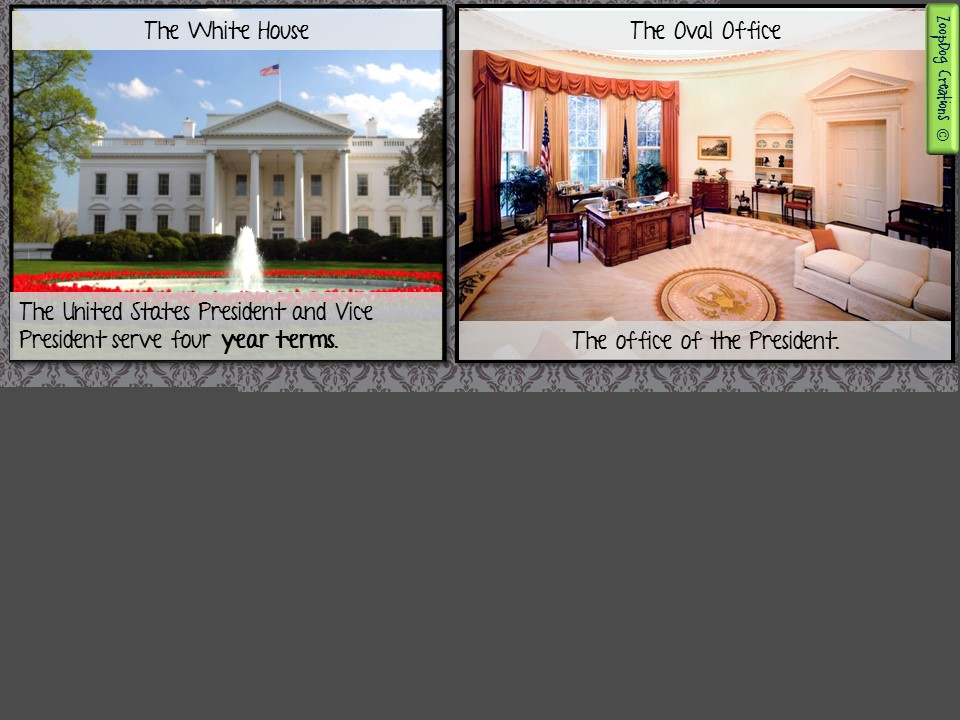 The White House
The United States President and Vice
President serve four year terms.
The Oval Office
The office of the President.
ZoopDog Creations ©